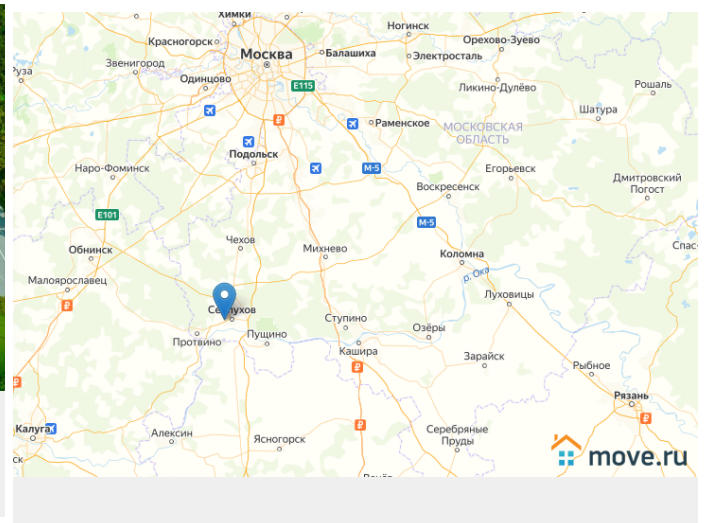 Химки
Ногинск
Красногорск
Москва
Балашиха
Орехово-Зуево
Электросталь
Звенигород
Руза
Одинцово
E115
Ликино-Дулёво
Рошаль
Шатура
Раменское
МОСКОВСКАЯ
ОБЛАСТЬ
Подольск
Наро-Фоминск
М-5
Егорьевск
Воскресенск
Дмитровский
Погост
E101
М-5
Чехов
Михнево
Обнинск
Коломна
Спас-
р. Ока
Малоярославец
Луховицы
Ступино
Озёры
Пущино
Протвино
Кашира
Зарайск
Рыбное
Рязань
Калуга
Алексин
Ясногорск
Серебряные
Пруды
move.ru